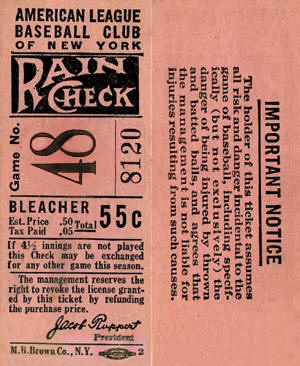 AMERICAN LEAGUE
BASEBALL CLUB
OF NEW YORK
RAIN
CHECK
Game No.
48
8120
BLEACHER
Est. Price .50
Tax Paid .05
Total
55c
If 4½ innings are not played
this Check may be exchanged
for any other game this season.
The management reserves the
right to revoke the license grant-
ed by this ticket by refunding
the purchase price.
Jacob Ruppert
President
M.B. Brown Co., N.Y.
2
IMPORTANT NOTICE
The holder of this ticket assumes
all risk and danger incidental to the
game of baseball including specif-
ically (but not exclusively) the
danger of being injured by thrown
and batted balls, and agrees that
the management is not liable for
injuries resulting from such causes.